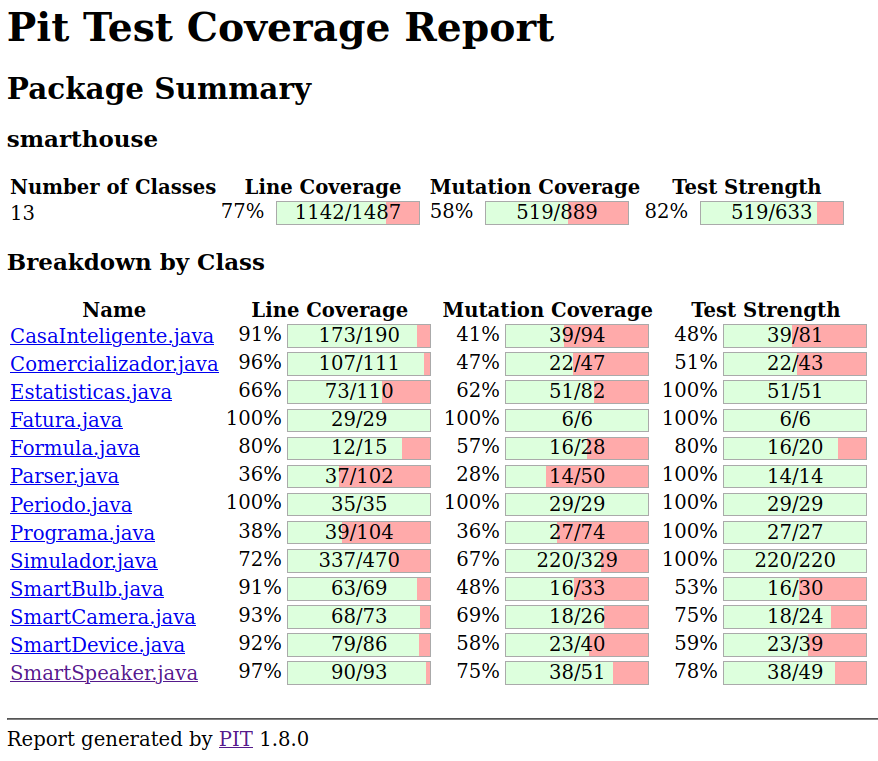 Pit Test Coverage Report
Package Summary
smarthouse
Number of Classes Line Coverage Mutation Coverage Test Strength
13 77% 1142/1487 58% 519/889 82% 519/633
Breakdown by Class
Name Line Coverage Mutation Coverage Test Strength
CasaInteligente.java 91% 173/190 41% 39/94 48% 39/81
Comercializador.java 96% 107/111 47% 22/47 51% 22/43
Estatisticas.java 66% 73/110 62% 51/82 100% 51/51
Fatura.java 100% 29/29 100% 6/6 100% 6/6
Formula.java 80% 12/15 57% 16/28 80% 16/20
Parser.java 36% 37/102 28% 14/50 100% 14/14
Periodo.java 100% 35/35 100% 29/29 100% 29/29
Programa.java 38% 39/104 36% 27/74 100% 27/27
Simulador.java 72% 337/470 67% 220/329 100% 220/220
SmartBulb.java 91% 63/69 48% 16/33 53% 16/30
SmartCamera.java 93% 68/73 69% 18/26 75% 18/24
SmartDevice.java 92% 79/86 58% 23/40 59% 23/39
SmartSpeaker.java 97% 90/93 75% 38/51 78% 38/49
Report generated by PIT 1.8.0